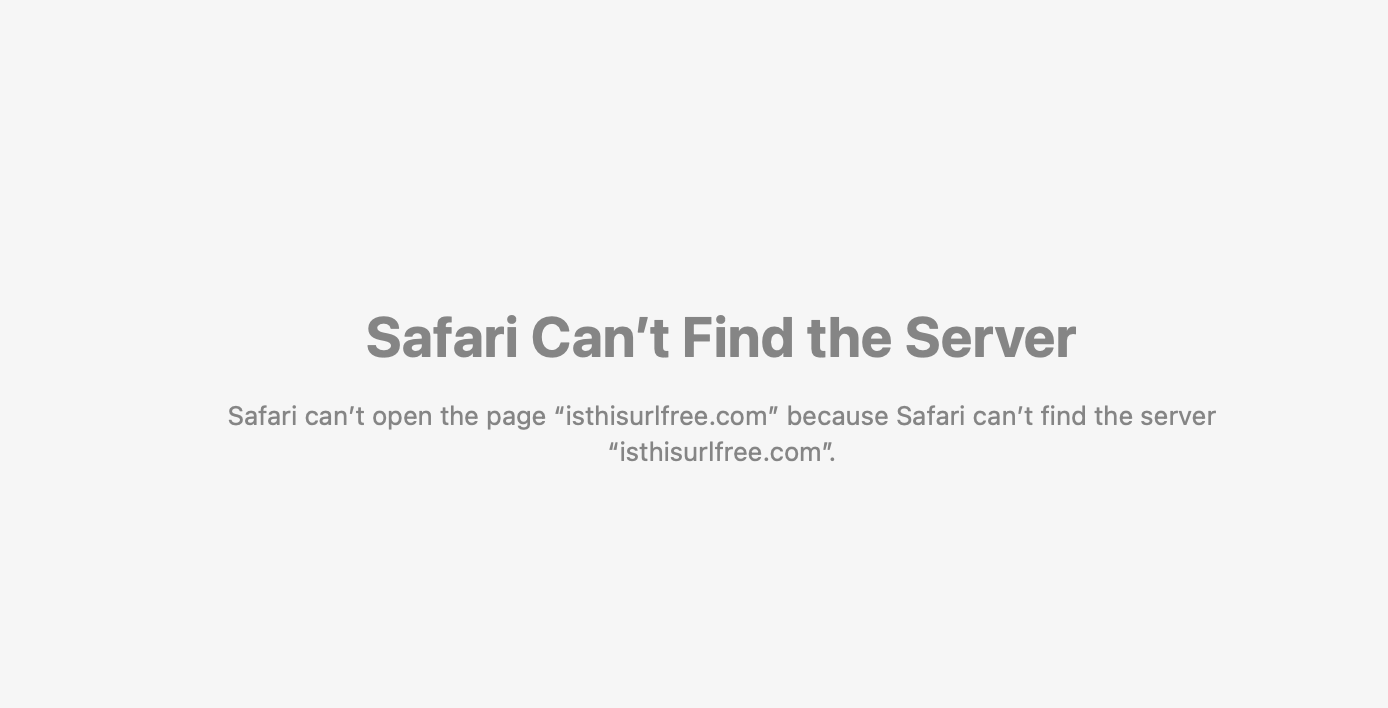 Safari Can’t Find the Server
Safari can’t open the page “isthisurlfree.com” because Safari can’t find the server
“isthisurlfree.com”.